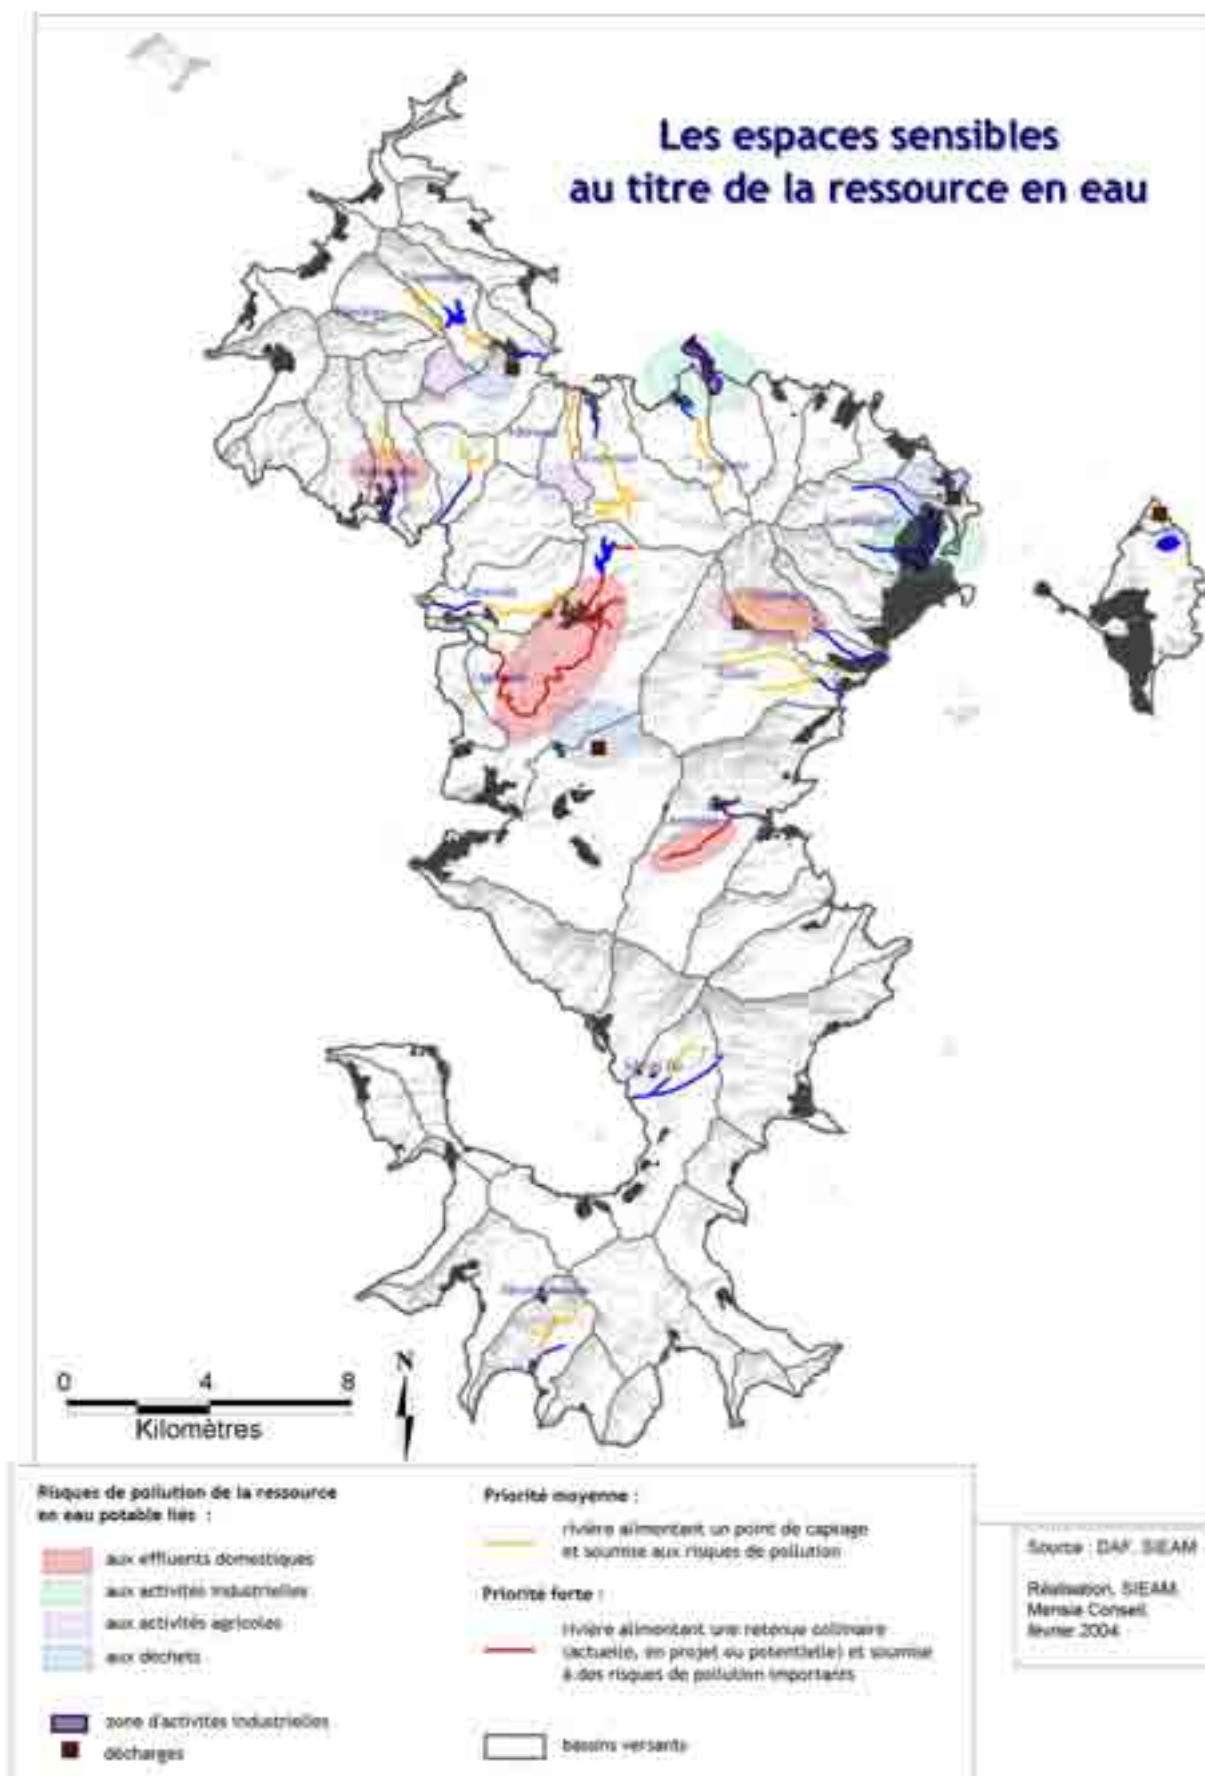 Les espaces sensibles
au titre de la ressource en eau
0 4 8
Kilomètres
N
Risques de pollution de la ressource
en eau potable liés :
aux effluents domestiques
aux activités industrielles
aux activités agricoles
aux déchets
zone d'activités industrielles
décharges
Priorité moyenne :
rivière alimentant un point de captage
et soumise aux risques de pollution
Priorité forte :
rivière alimentant une retenue collinaire
(actuelle, en projet ou potentielle) et soumise
à des risques de pollution importants
bassins versants
Source : DAF, SIEAM
Réalisation, SIEAM,
Mensia Conseil,
février 2004